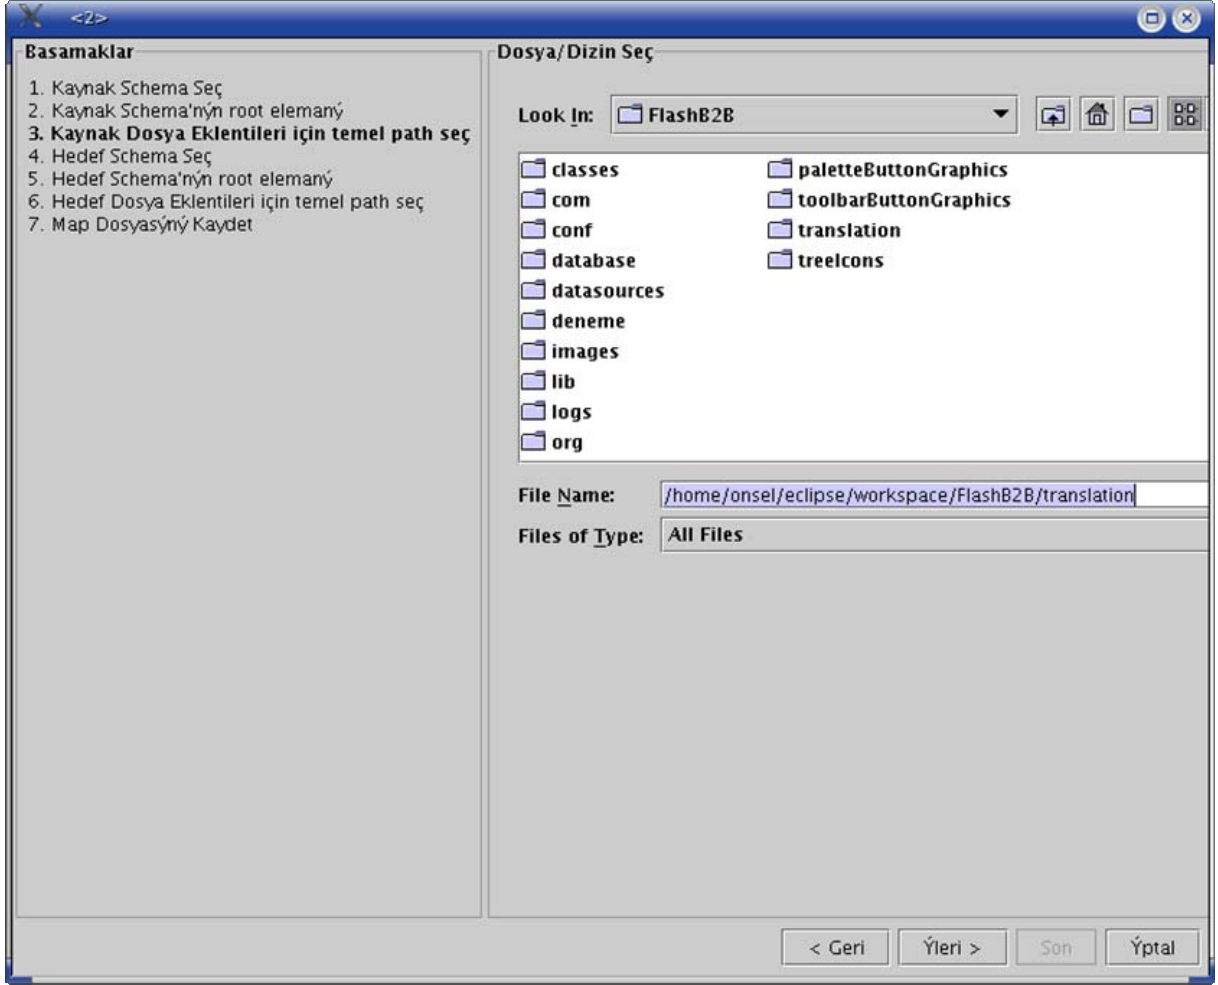 <2>
Basamaklar
1. Kaynak Schema Seç
2. Kaynak Schema'nýn root elemaný
3. Kaynak Dosya Eklentileri için temel path seç
4. Hedef Schema Seç
5. Hedef Schema'nýn root elemaný
6. Hedef Dosya Eklentileri için temel path seç
7. Map Dosyasýný Kaydet
Dosya/Dizin Seç
Look In: FlashB2B
classes
com
conf
database
datasources
deneme
images
lib
logs
org
paletteButtonGraphics
toolbarButtonGraphics
translation
treeIcons
File Name: /home/onsel/eclipse/workspace/FlashB2B/translation
Files of Type: All Files
< Geri Ýleri > Son Ýptal